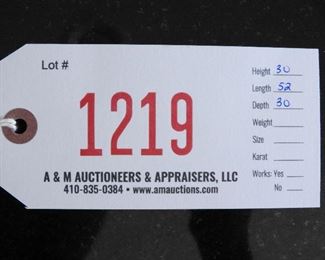 Lot #
1219
A & M AUCTIONEERS & APPRAISERS, LLC
410-835-0384 • www.amauctions.com
Height 30
Length 52
Depth 30
Weight
Size
Karat
Works: Yes
No